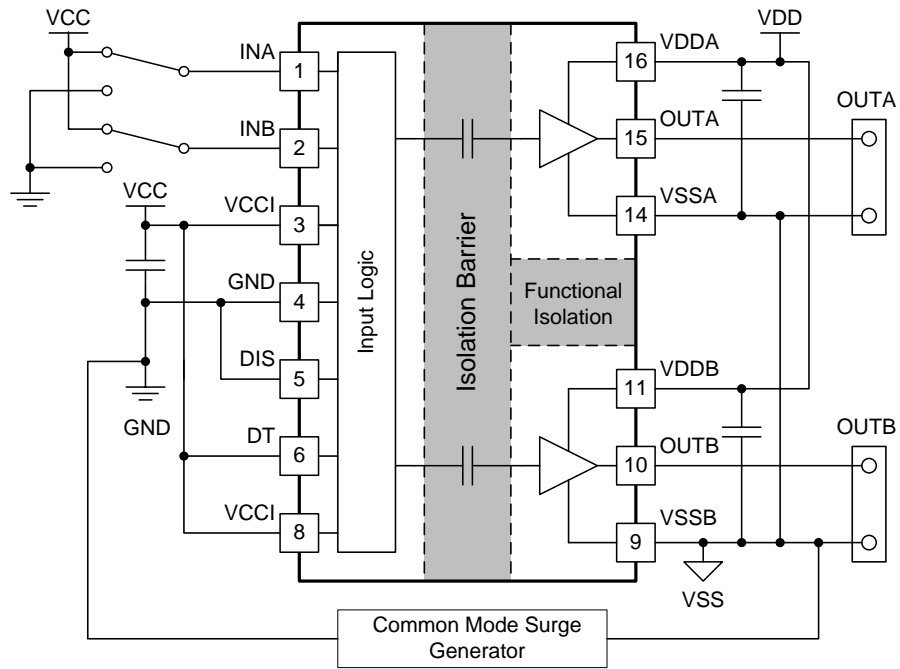 VCC
VDD
INA
1
16
VDDA
OUTA
INB
2
15
OUTA
VCC
VCCI
3
14
VSSA
GND
4
Input Logic
Isolation Barrier
Functional
Isolation
DIS
5
GND
11
VDDB
DT
6
10
OUTB
OUTB
VCCI
8
9
VSSB
VSS
Common Mode Surge
Generator